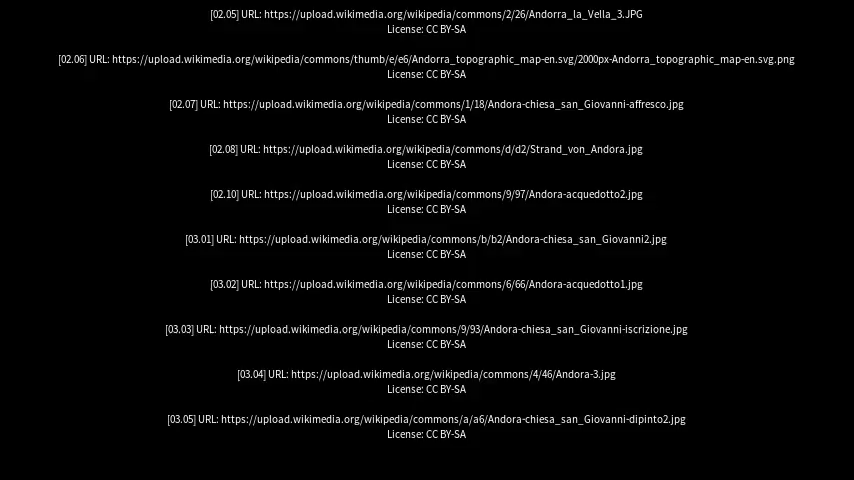 [02.05] URL: https://upload.wikimedia.org/wikipedia/commons/2/26/Andorra_la_Vella_3.JPG
License: CC BY-SA
[02.06] URL: https://upload.wikimedia.org/wikipedia/commons/thumb/e/e6/Andorra_topographic_map-en.svg/2000px-Andorra_topographic_map-en.svg.png
License: CC BY-SA
[02.07] URL: https://upload.wikimedia.org/wikipedia/commons/1/18/Andora-chiesa_san_Giovanni-affresco.jpg
License: CC BY-SA
[02.08] URL: https://upload.wikimedia.org/wikipedia/commons/d/d2/Strand_von_Andora.jpg
License: CC BY-SA
[02.10] URL: https://upload.wikimedia.org/wikipedia/commons/9/97/Andora-acquedotto2.jpg
License: CC BY-SA
[03.01] URL: https://upload.wikimedia.org/wikipedia/commons/b/b2/Andora-chiesa_san_Giovanni2.jpg
License: CC BY-SA
[03.02] URL: https://upload.wikimedia.org/wikipedia/commons/6/66/Andora-acquedotto1.jpg
License: CC BY-SA
[03.03] URL: https://upload.wikimedia.org/wikipedia/commons/9/93/Andora-chiesa_san_Giovanni-iscrizione.jpg
License: CC BY-SA
[03.04] URL: https://upload.wikimedia.org/wikipedia/commons/4/46/Andora-3.jpg
License: CC BY-SA
[03.05] URL: https://upload.wikimedia.org/wikipedia/commons/a/a6/Andora-chiesa_san_Giovanni-dipinto2.jpg
License: CC BY-SA